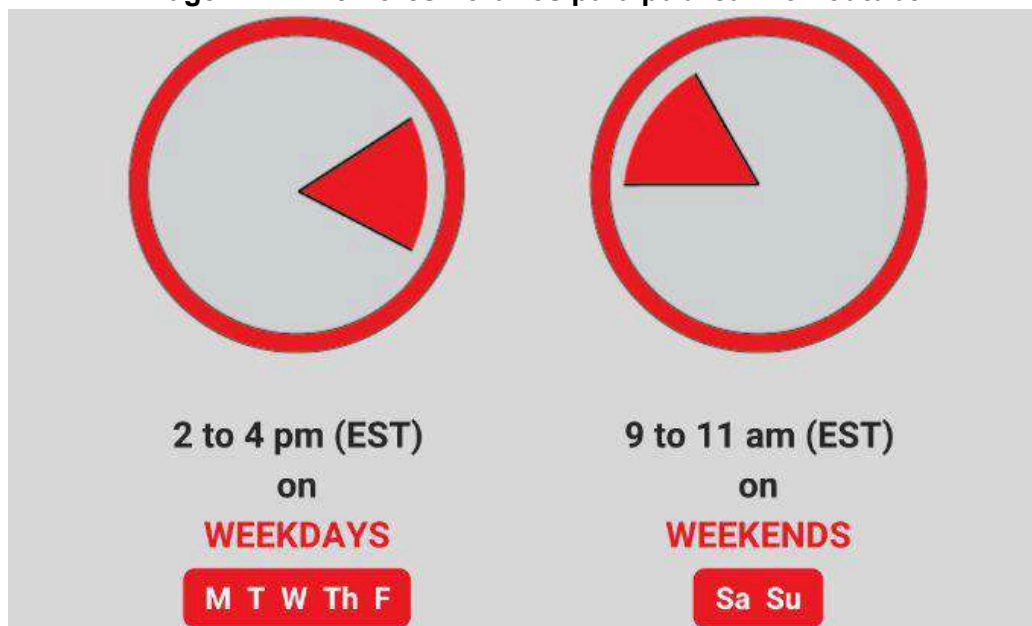 2 to 4 pm (EST)
on
WEEKDAYS
M T W Th F
9 to 11 am (EST)
on
WEEKENDS
Sa Su